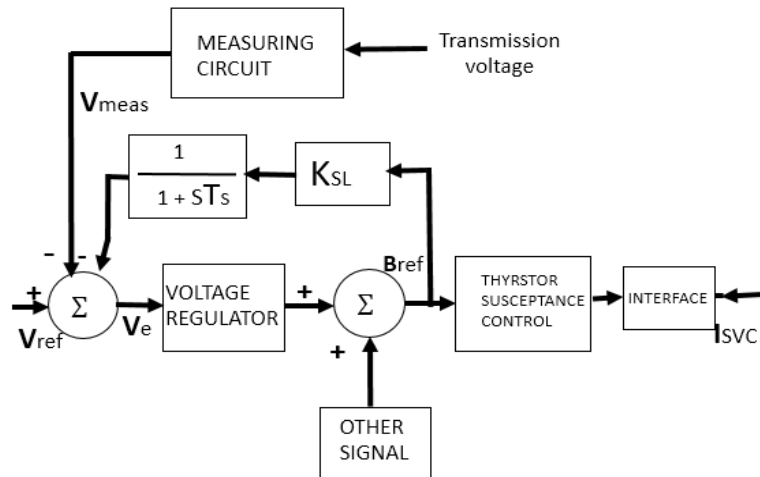 MEASURING
CIRCUIT
Transmission
voltage
Vmeas
1
1 + STs
KSL
- -
+
Σ
Vref
Ve
VOLTAGE
REGULATOR
+
Σ
+
Bref
THYRSTOR
SUSCEPTANCE
CONTROL
INTERFACE
ISVC
OTHER
SIGNAL